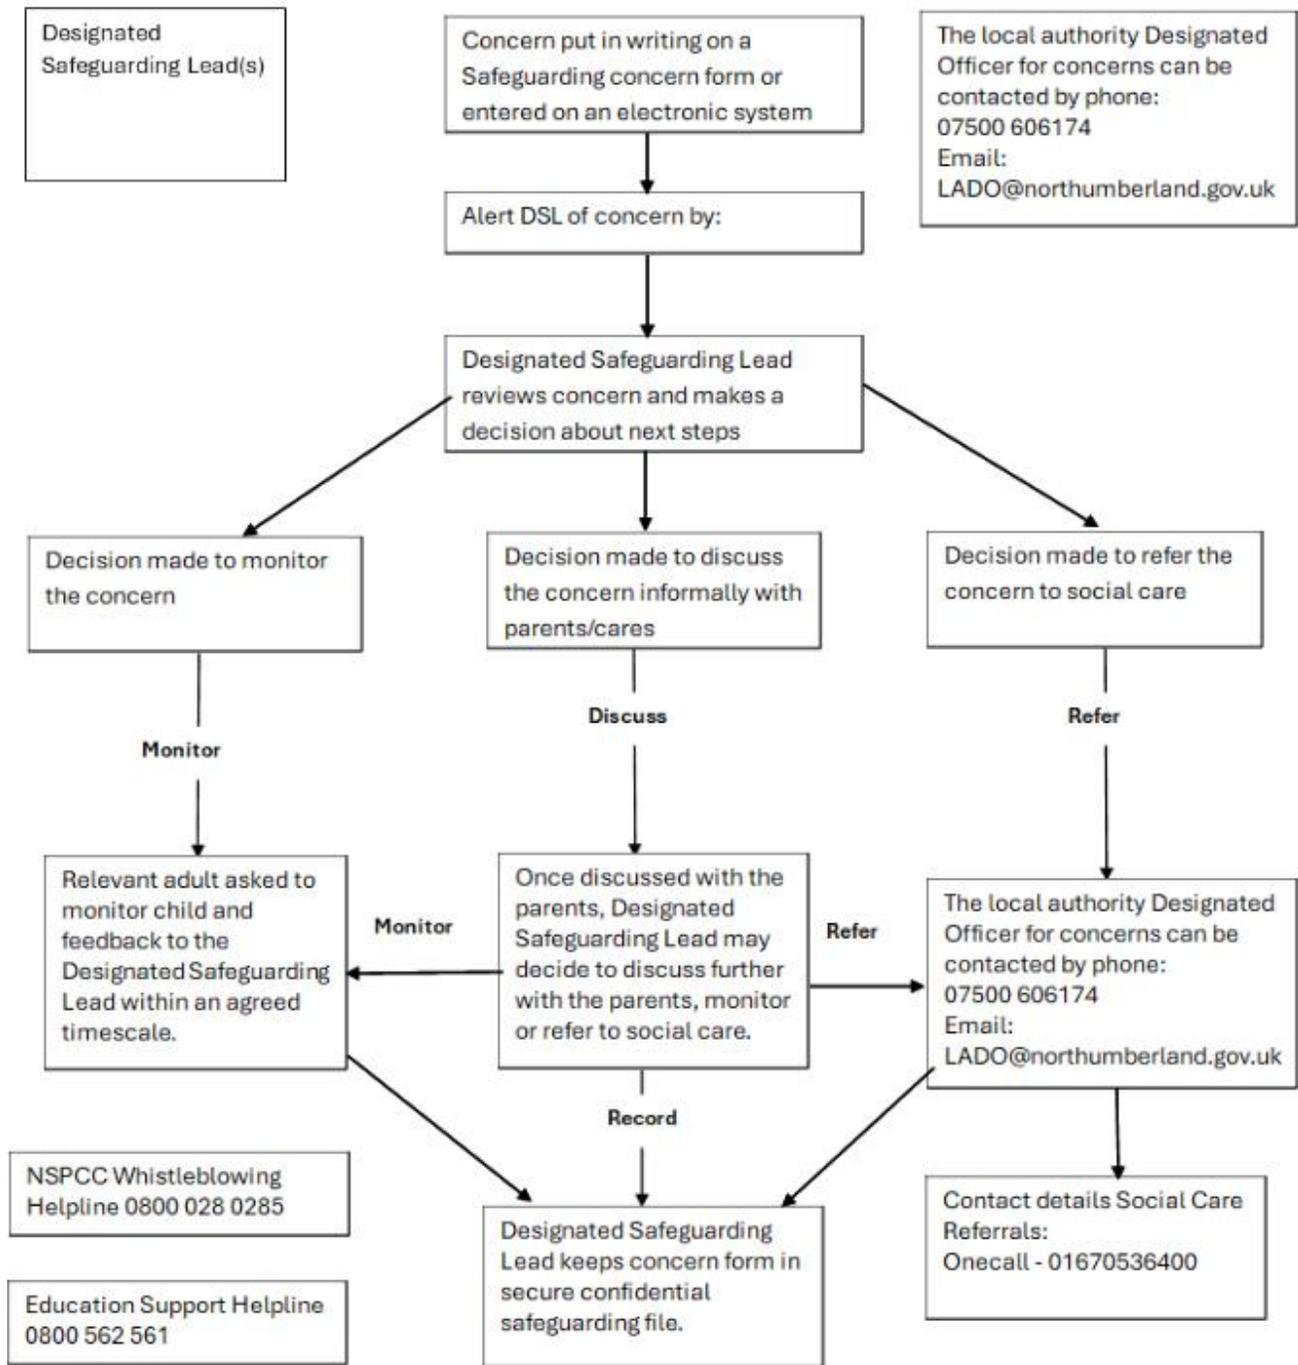 Designated
Safeguarding Lead(s)
Concern put in writing on a
Safeguarding concern form or
entered on an electronic system
The local authority Designated
Officer for concerns can be
contacted by phone:
07500 606174
Email:
LADO@northumberland.gov.uk
Alert DSL of concern by:
Designated Safeguarding Lead
reviews concern and makes a
decision about next steps
Decision made to monitor
the concern
Decision made to discuss
the concern informally with
parents/cares
Decision made to refer the
concern to social care
Monitor
Discuss
Refer
Relevant adult asked to
monitor child and
feedback to the
Designated Safeguarding
Lead within an agreed
timescale.
Monitor
Once discussed with the
parents, Designated
Safeguarding Lead may
decide to discuss further
with the parents, monitor
or refer to social care.
Refer
The local authority Designated
Officer for concerns can be
contacted by phone:
07500 606174
Email:
LADO@northumberland.gov.uk
Record
NSPCC Whistleblowing
Helpline 0800 028 0285
Education Support Helpline
0800 562 561
Designated Safeguarding
Lead keeps concern form in
secure confidential
safeguarding file.
Contact details Social Care
Referrals:
Onecall - 01670536400